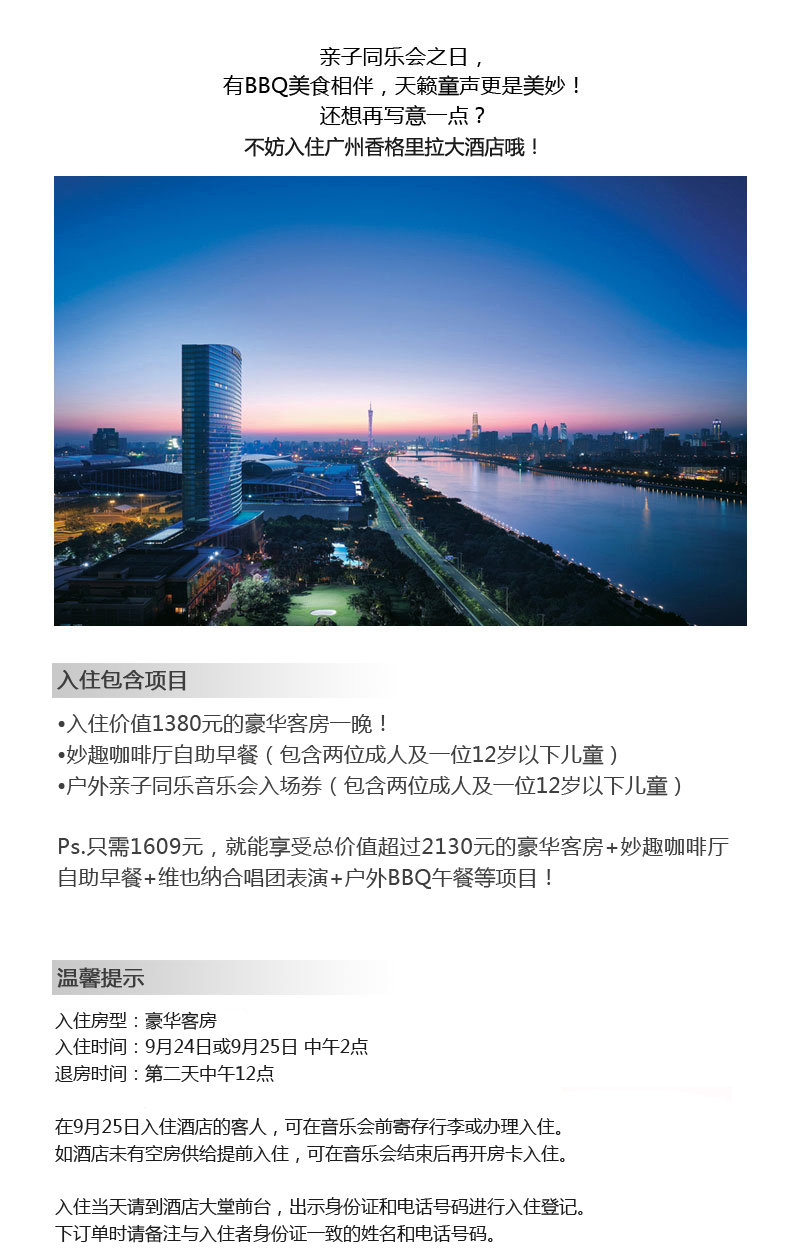 亲子同乐会之日，
有BBQ美食相伴，天籁童声更是美妙！
还想再写意一点？
不妨入住广州香格里拉大酒店哦！
入住包含项目
•入住价值1380元的豪华客房一晚！
•妙趣咖啡厅自助早餐（包含两位成人及一位12岁以下儿童）
•户外亲子同乐音乐会入场券（包含两位成人及一位12岁以下儿童）
Ps.只需1609元，就能享受总价值超过2130元的豪华客房+妙趣咖啡厅
自助早餐+维也纳合唱团表演+户外BBQ午餐等项目！
温馨提示
入住房型：豪华客房
入住时间：9月24日或9月25日 中午2点
退房时间：第二天中午12点
在9月25日入住酒店的客人，可在音乐会前寄存行李或办理入住。
如酒店未有空房供给提前入住，可在音乐会结束后再开房卡入住。
入住当天请到酒店大堂前台，出示身份证和电话号码进行入住登记。
下订单时请备注与入住者身份证一致的姓名和电话号码。